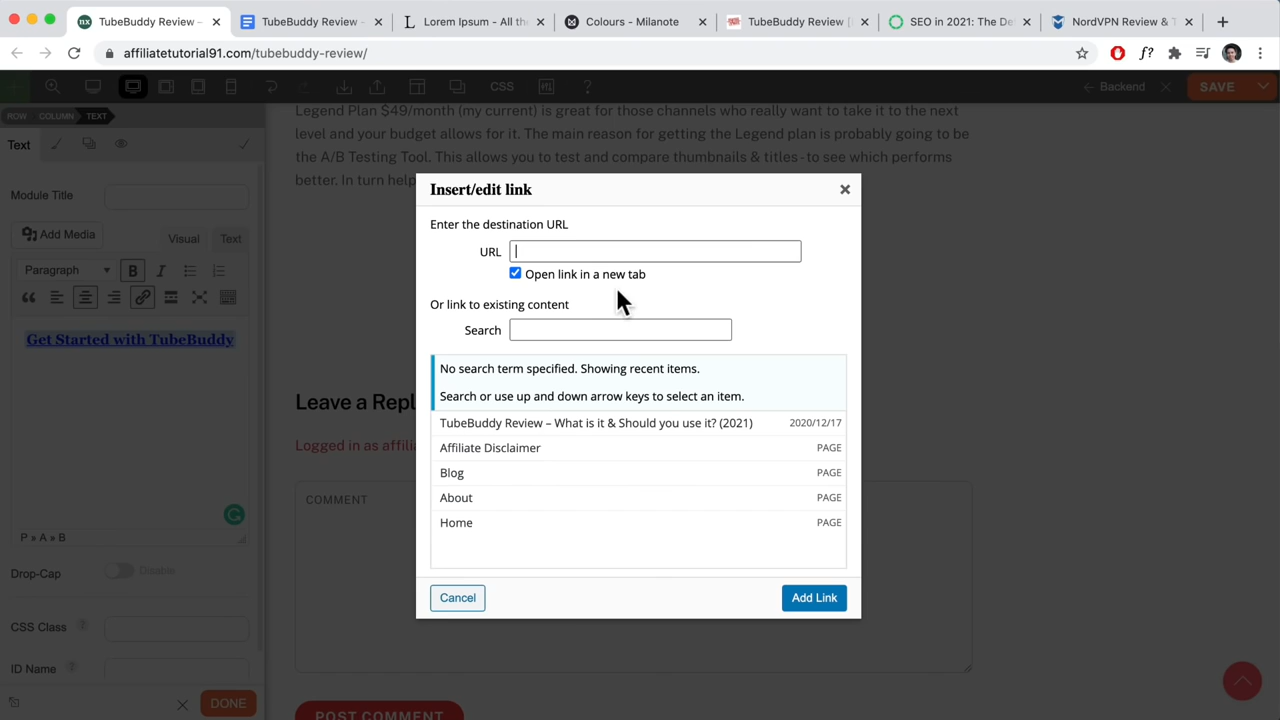 TubeBuddy Review –
TubeBuddy Review -
Lorem Ipsum - All the
Colours - Milanote
TubeBuddy Review [
SEO in 2021: The De
NordVPN Review & T
affiliatetutorial91.com/tubebuddy-review/
f?
CSS
?
Backend
SAVE
ROW
COLUMN
TEXT
Text
Module Title
Add Media
Visual
Text
Paragraph
B
I
Get Started with TubeBuddy
P » A » B
Drop-Cap
Disable
CSS Class
?
ID Name
?
DONE
Legend Plan $49/month (my current) is great for those channels who really want to take it to the next
level and your budget allows for it. The main reason for getting the Legend plan is probably going to be
the A/B Testing Tool. This allows you to test and compare thumbnails & titles - to see which performs
better. In turn help
Leave a Repl
Logged in as affilia
COMMENT
POST COMMENT
Insert/edit link
Enter the destination URL
URL
Open link in a new tab
Or link to existing content
Search
No search term specified. Showing recent items.
Search or use up and down arrow keys to select an item.
TubeBuddy Review – What is it & Should you use it? (2021) 2020/12/17
Affiliate Disclaimer PAGE
Blog PAGE
About PAGE
Home PAGE
Cancel
Add Link